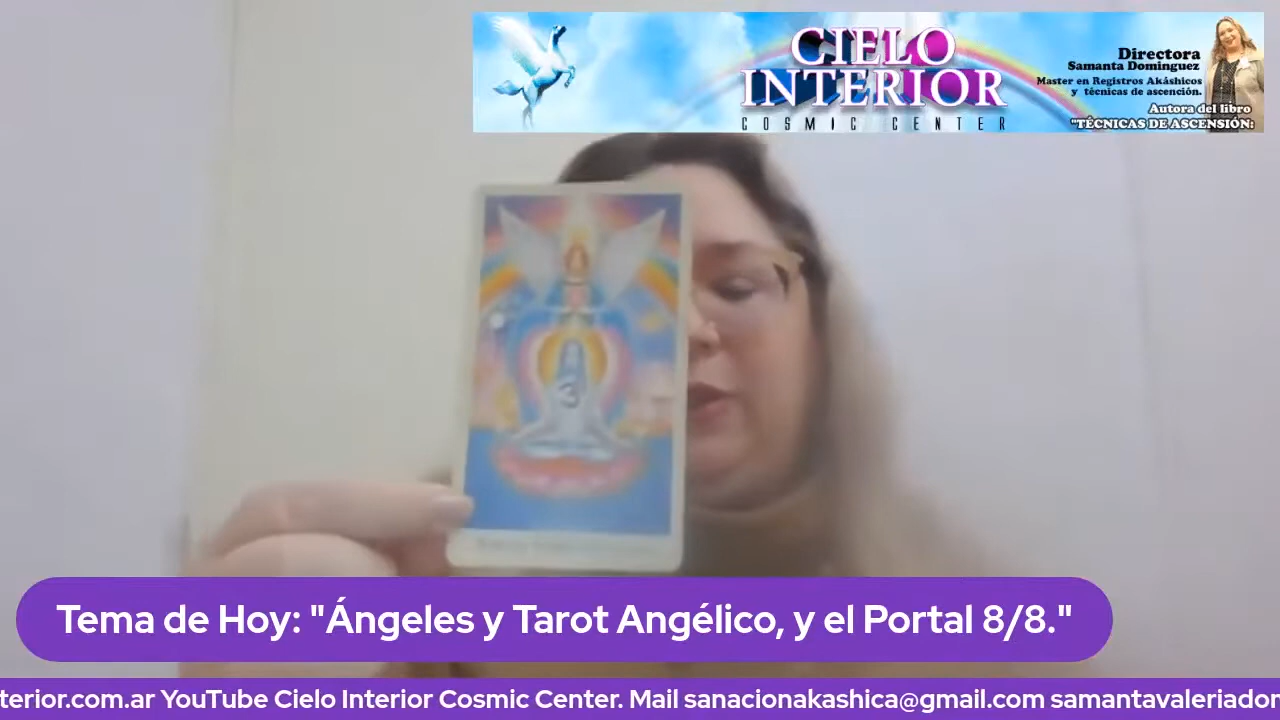 CIELO
INTERIOR
COSMIC CENTER
Directora
Samanta Dominguez
Master en Registros Akáshicos
y técnicas de ascención.
Autora del libro
"TÉCNICAS DE ASCENSIÓN:
3
Tema de Hoy: "Ángeles y Tarot Angélico, y el Portal 8/8."
terior.com.ar YouTube Cielo Interior Cosmic Center. Mail sanacionakashica@gmail.com samantavaleriadon